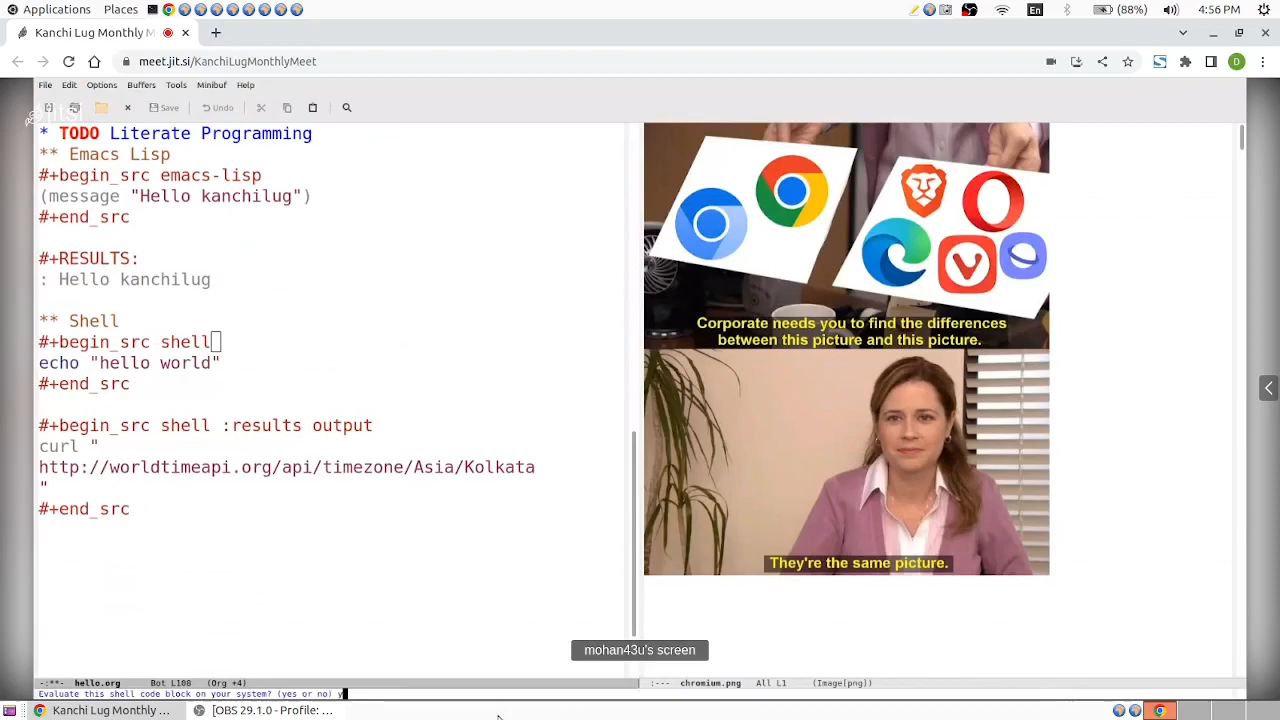 Applications Places
En
(88%)
4:56 PM
Kanchi Lug Monthly M
meet.jit.si/KanchiLugMonthlyMeet
D
File Edit Options Buffers Tools Minibuf Help
Save Undo
jitsi
* TODO Literate Programming
** Emacs Lisp
#+begin_src emacs-lisp
(message "Hello kanchilug")
#+end_src
#+RESULTS:
: Hello kanchilug
** Shell
#+begin_src shell
echo "hello world"
#+end_src
#+begin_src shell :results output
curl "
http://worldtimeapi.org/api/timezone/Asia/Kolkata
"
#+end_src
Corporate needs you to find the differences
between this picture and this picture.
They're the same picture.
mohan43u's screen
-:**- hello.org Bot L108 (Org +4)
:--- chromium.png All L1 (Image[png])
Evaluate this shell code block on your system? (yes or no) y
Kanchi Lug Monthly ...
[OBS 29.1.0 - Profile: ...